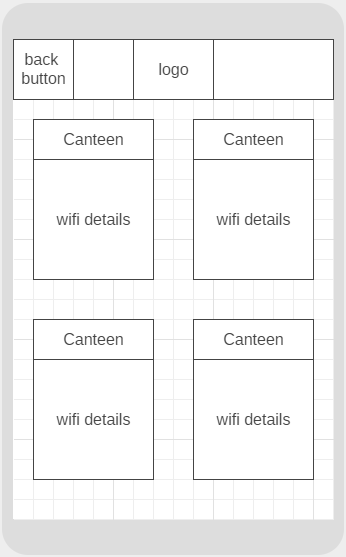 back
button
logo
Canteen
Canteen
wifi details
wifi details
Canteen
Canteen
wifi details
wifi details